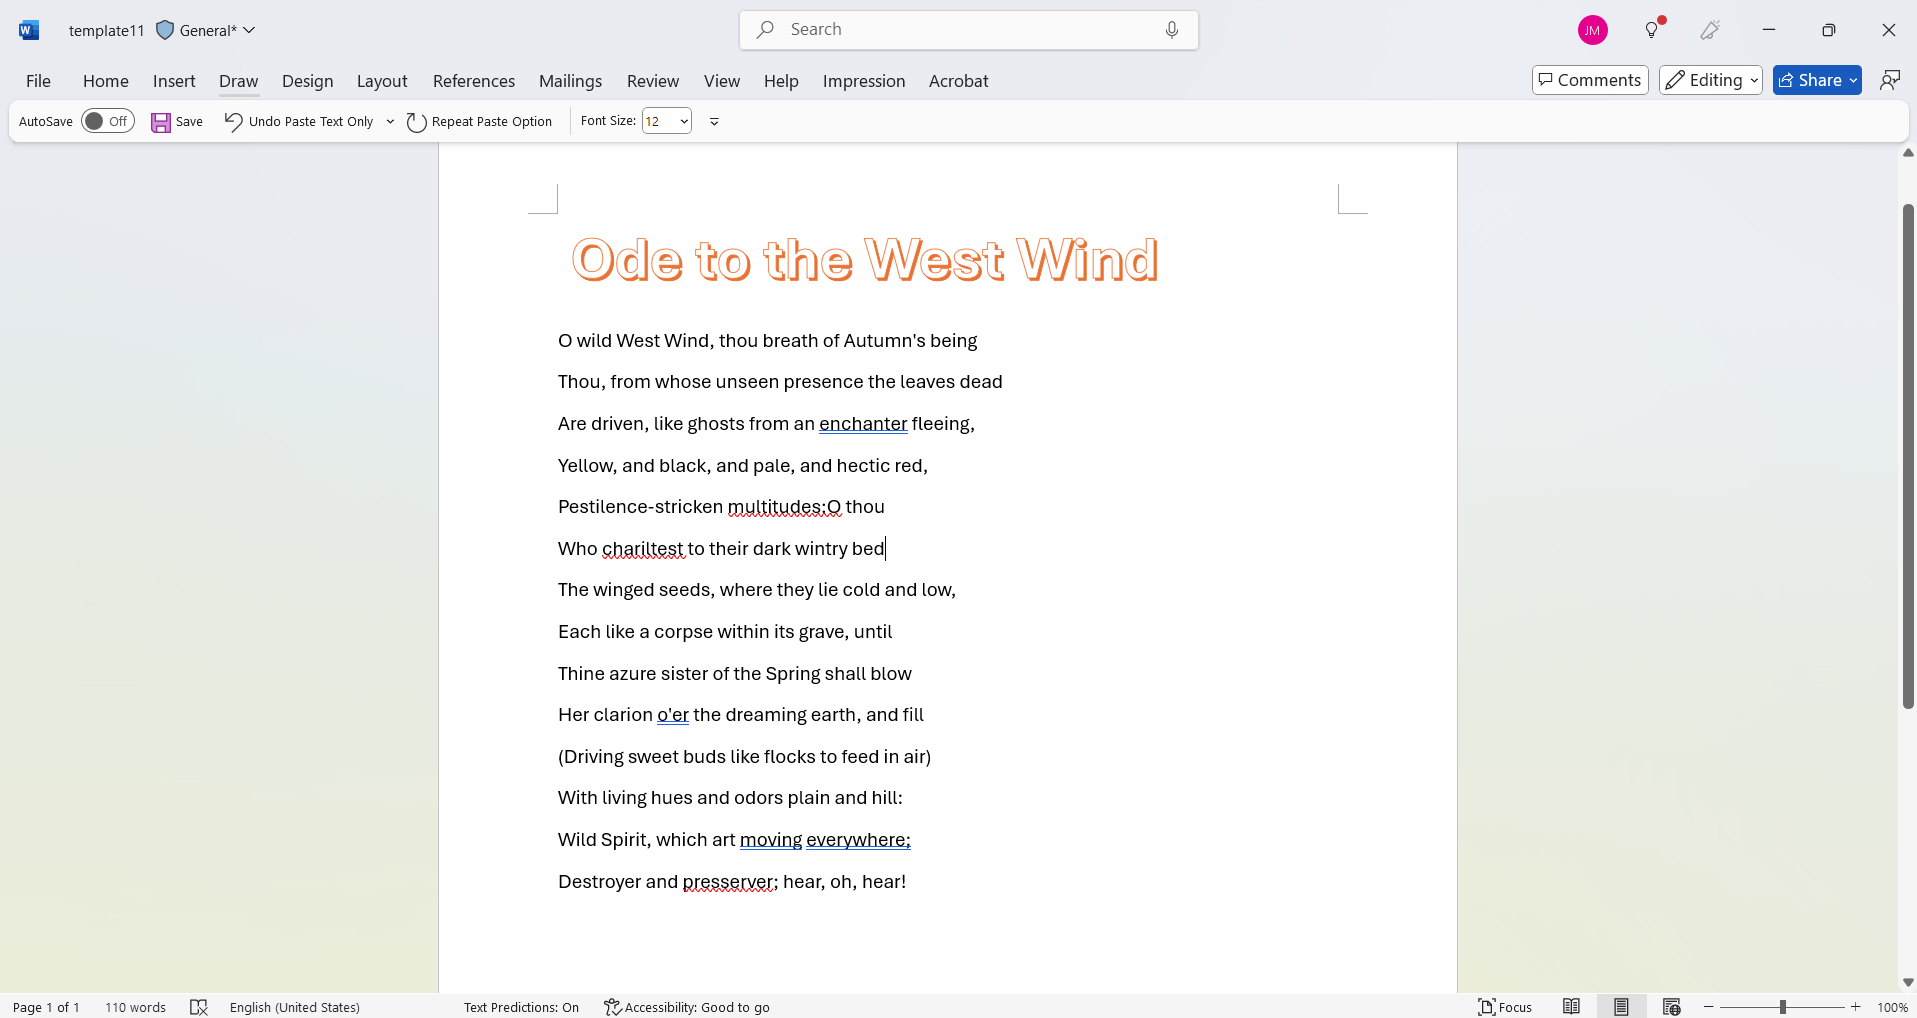 template11 General*
Search
JM
File Home Insert Draw Design Layout References Mailings Review View Help Impression Acrobat
Comments Editing Share
AutoSave Off Save Undo Paste Text Only Repeat Paste Option Font Size: 12
Ode to the West Wind
O wild West Wind, thou breath of Autumn's being
Thou, from whose unseen presence the leaves dead
Are driven, like ghosts from an enchanter fleeing,
Yellow, and black, and pale, and hectic red,
Pestilence-stricken multitudes:O thou
Who chariltest to their dark wintry bed
The winged seeds, where they lie cold and low,
Each like a corpse within its grave, until
Thine azure sister of the Spring shall blow
Her clarion o'er the dreaming earth, and fill
(Driving sweet buds like flocks to feed in air)
With living hues and odors plain and hill:
Wild Spirit, which art moving everywhere;
Destroyer and presserver; hear, oh, hear!
Page 1 of 1 110 words English (United States) Text Predictions: On Accessibility: Good to go Focus 100%